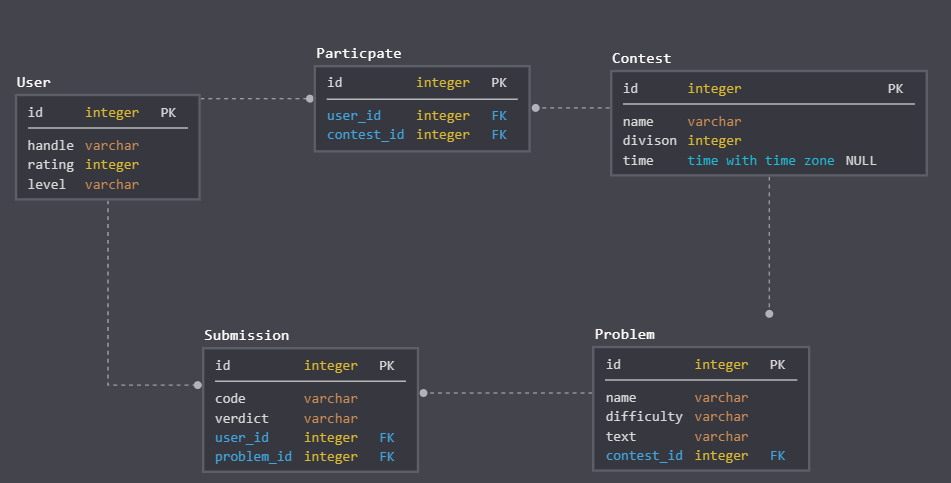 User
id integer PK
handle varchar
rating integer
level varchar
Particpate
id integer PK
user_id integer FK
contest_id integer FK
Contest
id integer PK
name varchar
divison integer
time time with time zone NULL
Submission
id integer PK
code varchar
verdict varchar
user_id integer FK
problem_id integer FK
Problem
id integer PK
name varchar
difficulty varchar
text varchar
contest_id integer FK